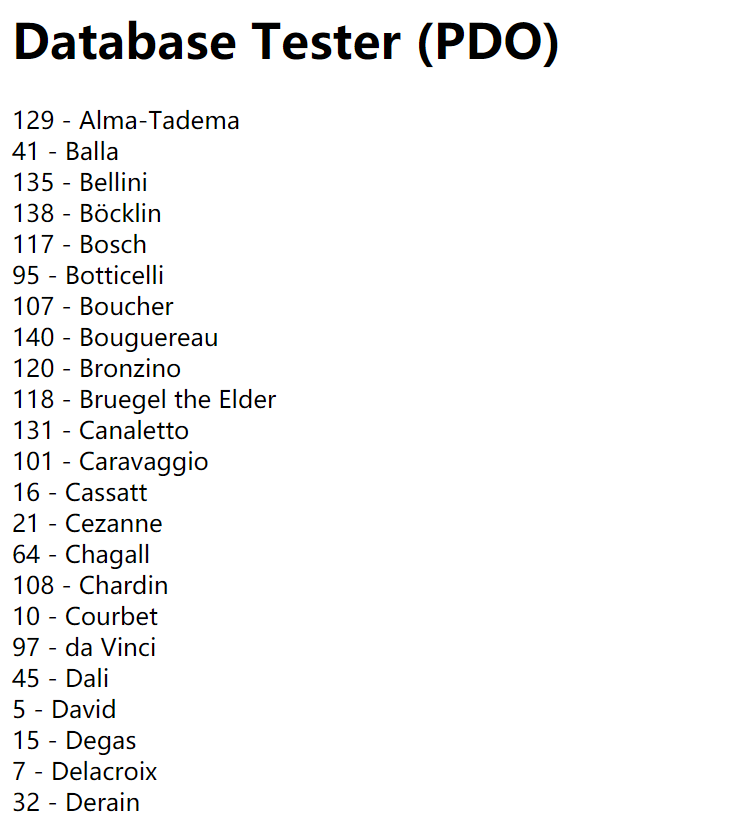 Database Tester (PDO)
129 - Alma-Tadema
41 - Balla
135 - Bellini
138 - Böcklin
117 - Bosch
95 - Botticelli
107 - Boucher
140 - Bouguereau
120 - Bronzino
118 - Bruegel the Elder
131 - Canaletto
101 - Caravaggio
16 - Cassatt
21 - Cezanne
64 - Chagall
108 - Chardin
10 - Courbet
97 - da Vinci
45 - Dali
5 - David
15 - Degas
7 - Delacroix
32 - Derain